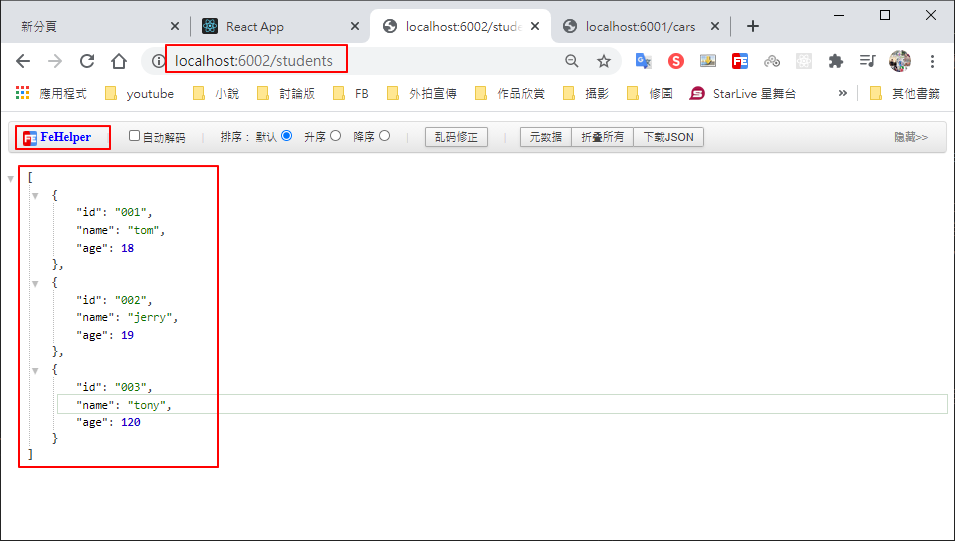 新分頁
React App
localhost:6002/stude
localhost:6001/cars
localhost:6002/students
應用程式
youtube
小說
討論版
FB
外拍宣傳
作品欣賞
攝影
修圖
StarLive 星舞台
»
其他書籤
FeHelper
自动解码
排序：
默认
升序
降序
乱码修正
元数据
折叠所有
下载JSON
隐藏>>
[
{
"id": "001",
"name": "tom",
"age": 18
},
{
"id": "002",
"name": "jerry",
"age": 19
},
{
"id": "003",
"name": "tony",
"age": 120
}
]